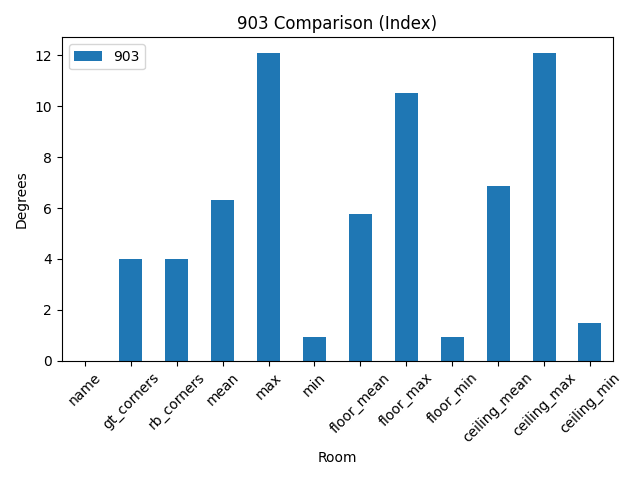 903 Comparison (Index)
903
Degrees
12
10
8
6
4
2
0
name
gt_corners
rb_corners
mean
max
min
floor_mean
floor_max
floor_min
ceiling_mean
ceiling_max
ceiling_min
Room